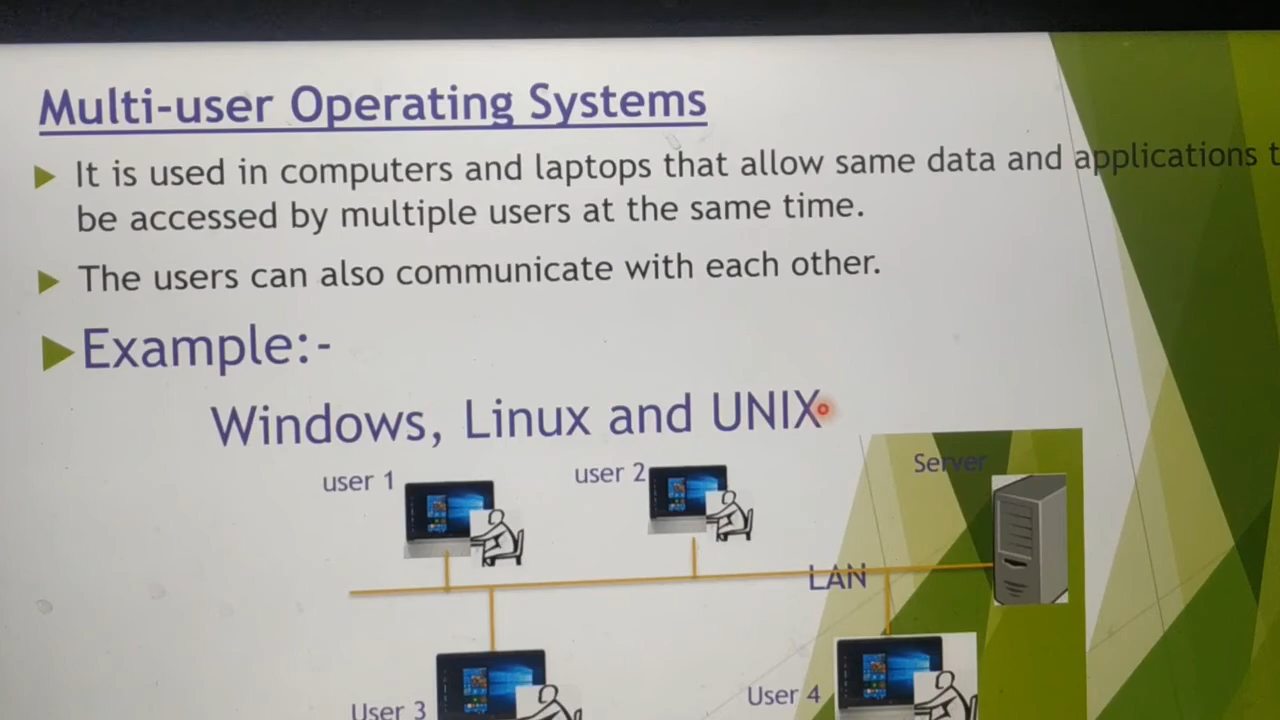 Multi-user Operating Systems
It is used in computers and laptops that allow same data and applications t
be accessed by multiple users at the same time.
The users can also communicate with each other.
Example:-
Windows, Linux and UNIX
user 1
user 2
Server
LAN
User 3
User 4